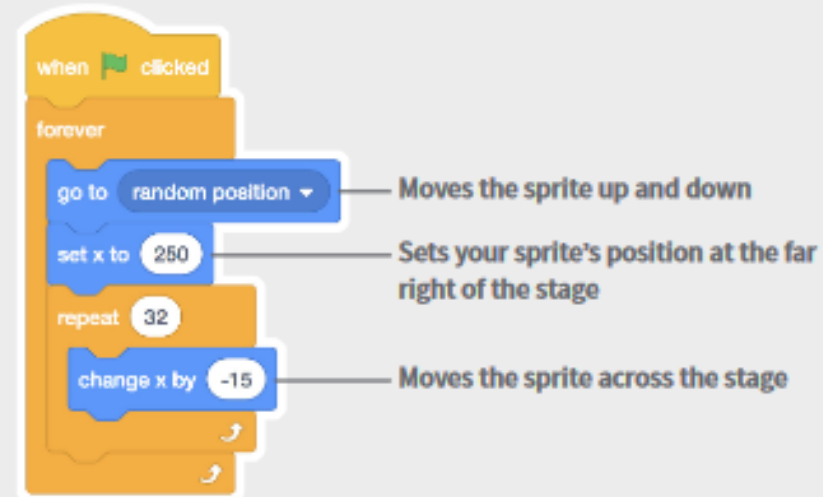 when clicked
forever
go to random position
Moves the sprite up and down
set x to 250
Sets your sprite's position at the far
right of the stage
repeat 32
change x by -15
Moves the sprite across the stage